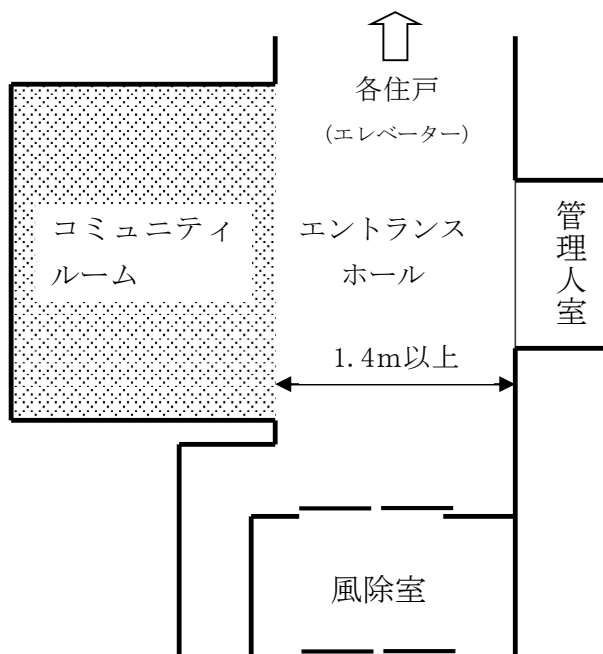 各住戸
(エレベーター)
コミュニティ
ルーム
エントランス
ホール
管理人室
1.4m以上
風除室